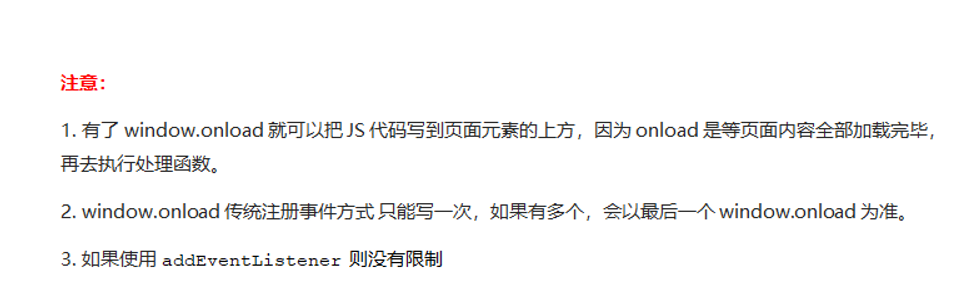 注意：
1. 有了 window.onload 就可以把 JS 代码写到页面元素的上方，因为 onload 是等页面内容全部加载完毕，
再去执行处理函数。
2. window.onload 传统注册事件方式 只能写一次，如果有多个，会以最后一个 window.onload 为准。
3. 如果使用 addEventListener 则没有限制